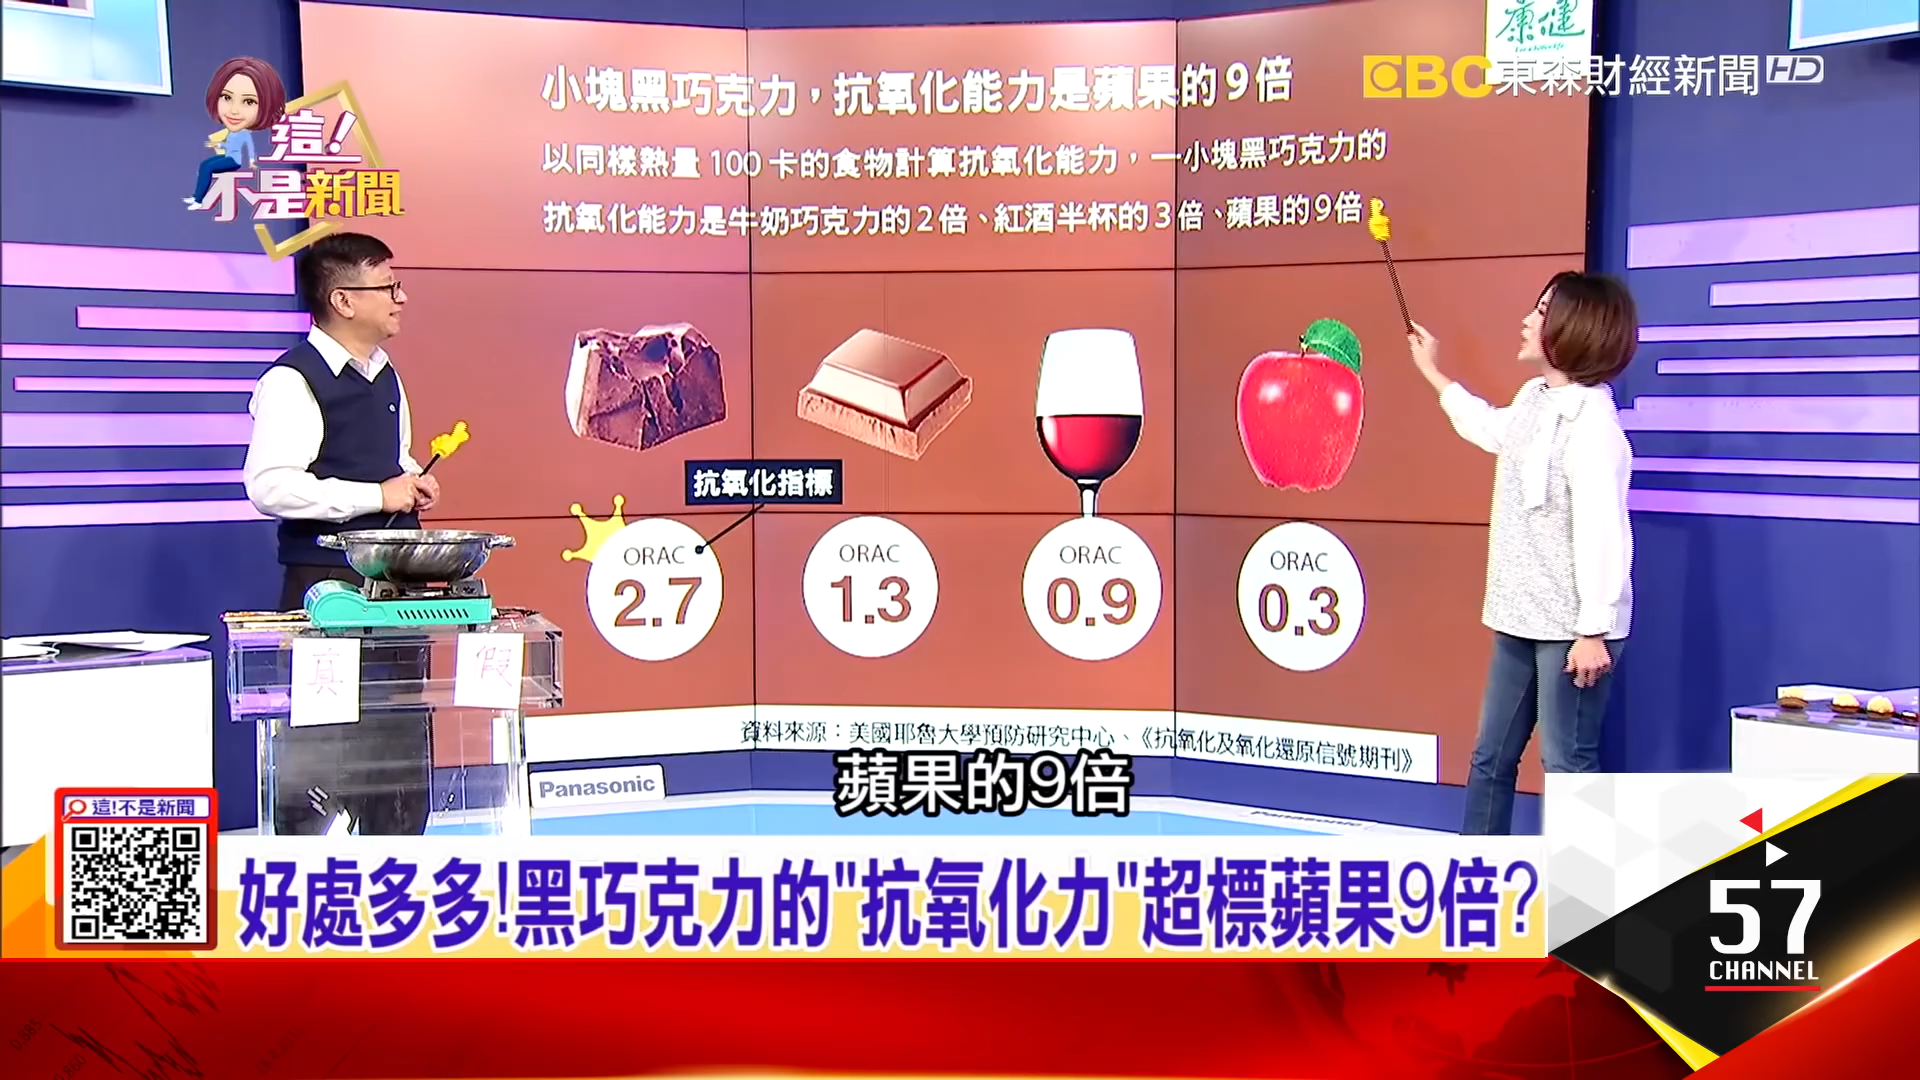 康健
EBC 東森財經新聞 HD
這!
不是新聞
小塊黑巧克力，抗氧化能力是蘋果的9倍
以同樣熱量100卡的食物計算抗氧化能力，一小塊黑巧克力的
抗氧化能力是牛奶巧克力的2倍、紅酒半杯的3倍、蘋果的9倍。
抗氧化指標
ORAC 2.7
ORAC 1.3
ORAC 0.9
ORAC 0.3
真
假
資料來源：美國耶魯大學預防研究中心、《抗氧化及氧化還原信號期刊》
Panasonic
蘋果的9倍
這!不是新聞
好處多多!黑巧克力的"抗氧化力"超標蘋果9倍?
57
CHANNEL